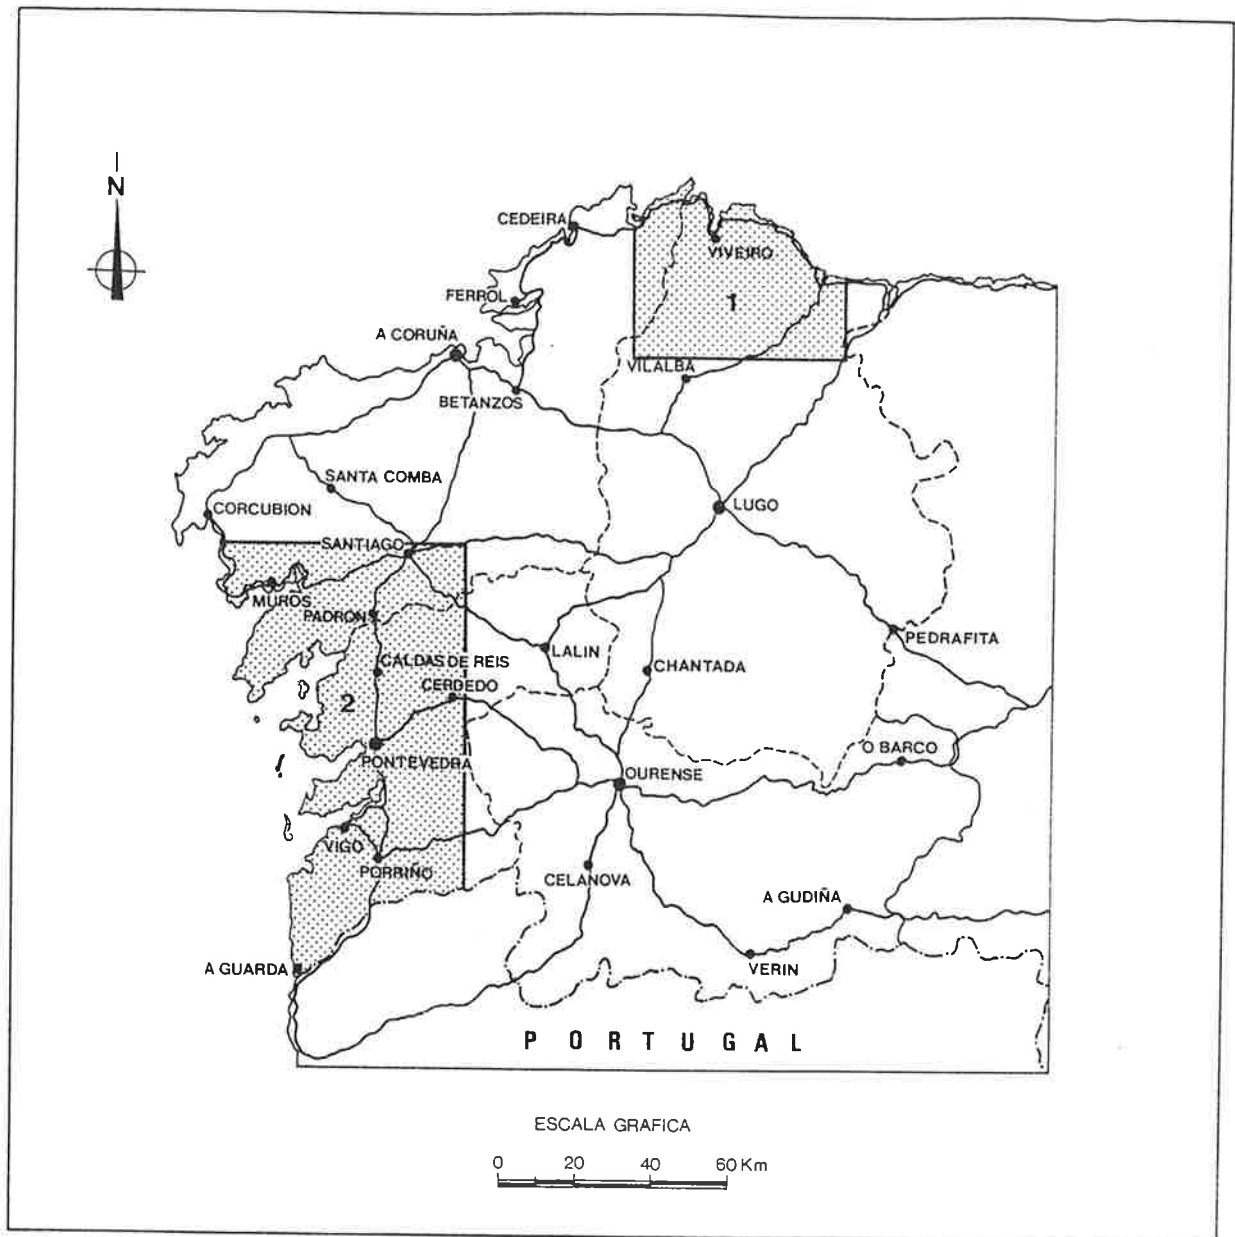 N
CEDEIRA
VIVEIRO
FERROL
1
A CORUÑA
VILALBA
BETANZOS
SANTA COMBA
CORCUBION
LUGO
SANTIAGO
MUROS
PADRON
PEDRAFITA
LALIN
CALDAS DE REIS
CHANTADA
CERDEDO
2
O BARCO
PONTEVEDRA
OURENSE
VIGO
PORRIÑO
CELANOVA
A GUDIÑA
A GUARDA
VERIN
PORTUGAL
ESCALA GRAFICA
0 20 40 60 Km